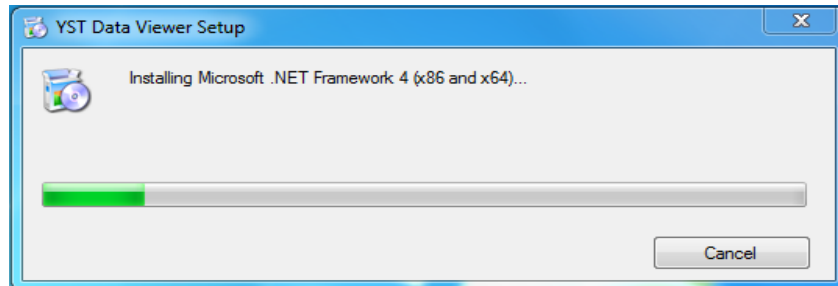 YST Data Viewer Setup
Installing Microsoft .NET Framework 4 (x86 and x64)...
Cancel